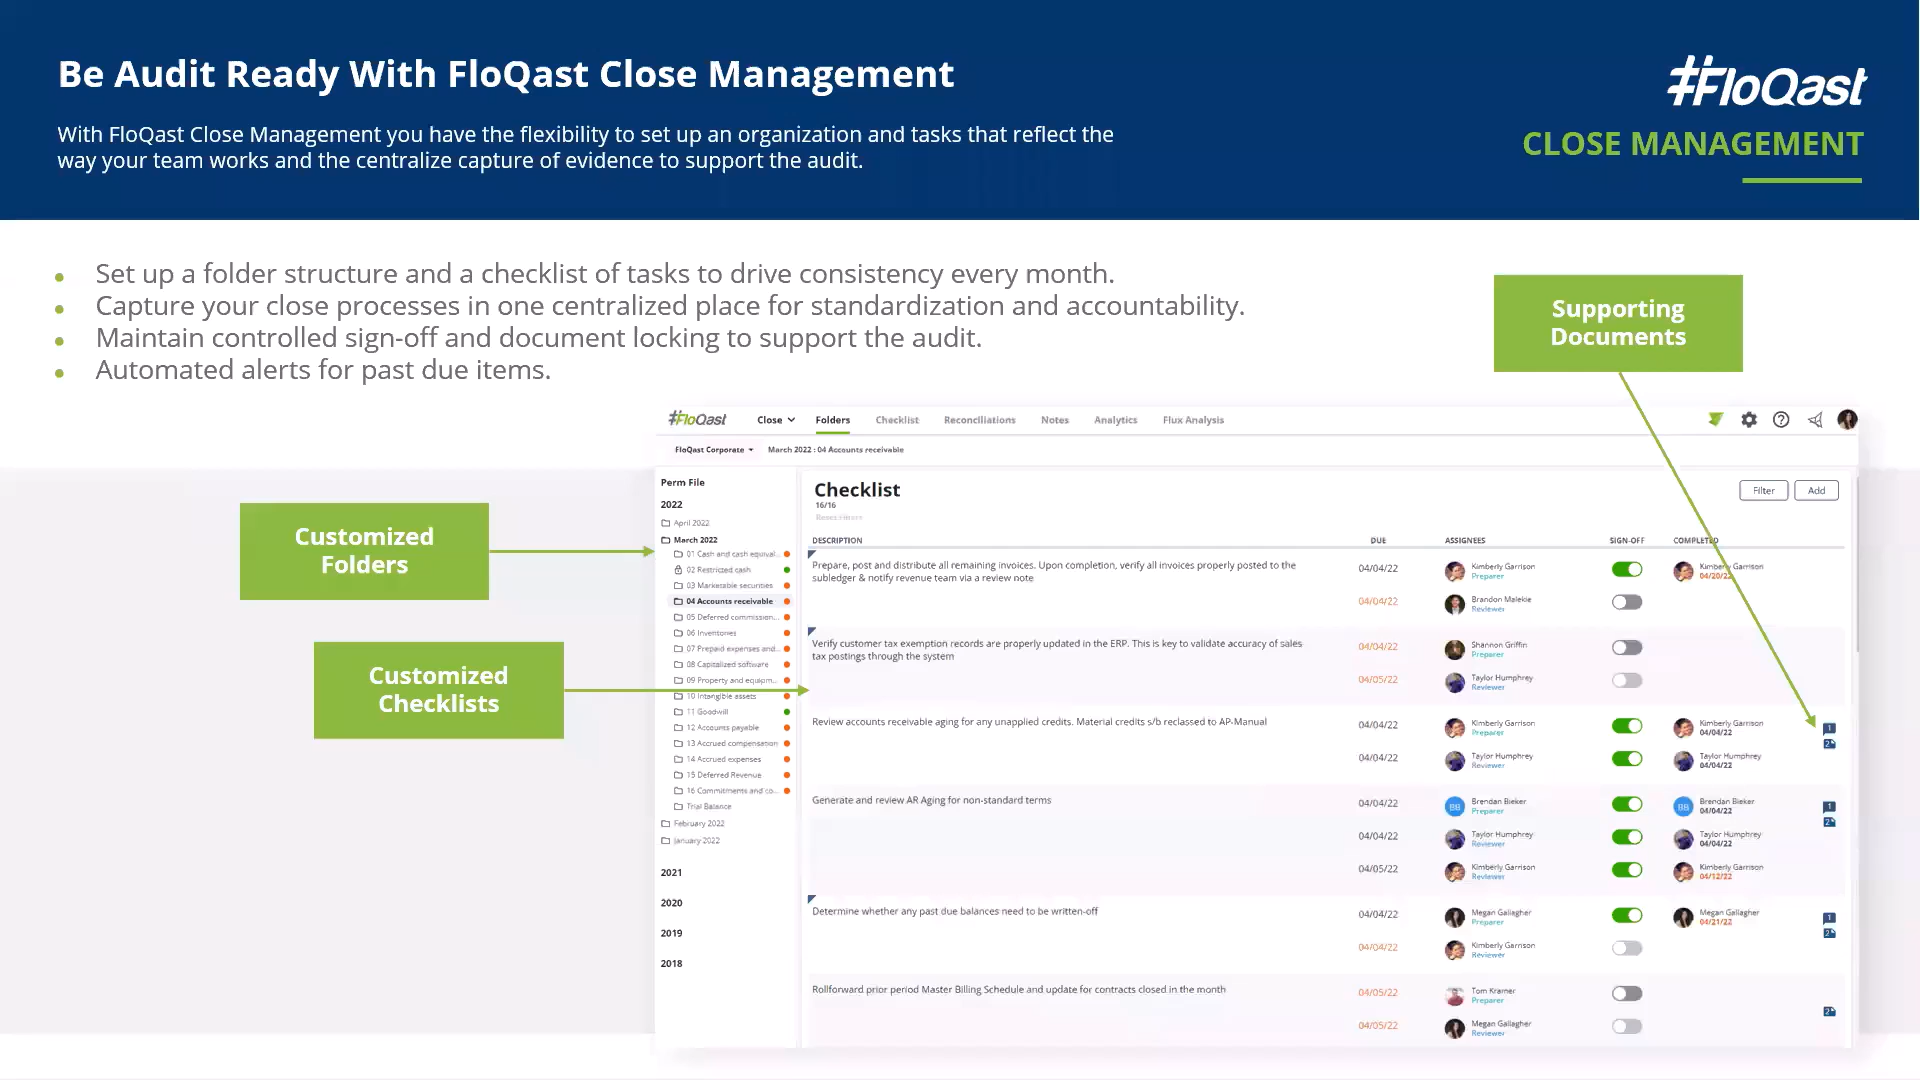 Be Audit Ready With FloQast Close Management
With FloQast Close Management you have the flexibility to set up an organization and tasks that reflect the
way your team works and the centralize capture of evidence to support the audit.
#FloQast
CLOSE MANAGEMENT
Set up a folder structure and a checklist of tasks to drive consistency every month.
Capture your close processes in one centralized place for standardization and accountability.
Maintain controlled sign-off and document locking to support the audit.
Automated alerts for past due items.
Supporting
Documents
Customized
Folders
Customized
Checklists
#FloQast Close Folders Checklist Reconciliations Notes Analytics Flux Analysis
FloQast Corporate March 2022 : 04 Accounts receivable
Perm File
2022
April 2022
March 2022
01 Cash and cash equival...
02 Restricted cash
03 Marketable securities
04 Accounts receivable
05 Deferred commission...
06 Inventories
07 Prepaid expenses and...
08 Capitalized software
09 Property and equipm...
10 Intangible assets
11 Goodwill
12 Accounts payable
13 Accrued compensation
14 Accrued expenses
15 Deferred Revenue
16 Commitments and co...
Trial Balance
February 2022
January 2022
2021
2020
2019
2018
Checklist
16/16
Reset Filters
Filter Add
DESCRIPTION DUE ASSIGNEES SIGN-OFF COMPLETED
Prepare, post and distribute all remaining invoices. Upon completion, verify all invoices properly posted to the
subledger & notify revenue team via a review note
04/04/22 Kimberly Garrison Kimberly Garrison
Preparer 04/20/22
04/04/22 Brandon Malekie
Reviewer
Verify customer tax exemption records are properly updated in the ERP. This is key to validate accuracy of sales
tax postings through the system
04/04/22 Shannon Griffin
Preparer
04/05/22 Taylor Humphrey
Reviewer
Review accounts receivable aging for any unapplied credits. Material credits s/b reclassed to AP-Manual
04/04/22 Kimberly Garrison Kimberly Garrison 1
Preparer 04/04/22 2
04/04/22 Taylor Humphrey Taylor Humphrey
Reviewer 04/04/22
Generate and review AR Aging for non-standard terms
04/04/22 BB Brendan Bieker BB Brendan Bieker 1
Preparer 04/04/22 2
04/04/22 Taylor Humphrey Taylor Humphrey
Reviewer 04/04/22
04/05/22 Kimberly Garrison Kimberly Garrison
Reviewer 04/12/22
Determine whether any past due balances need to be written-off
04/04/22 Megan Gallagher Megan Gallagher 1
Preparer 04/21/22 2
04/04/22 Kimberly Garrison
Reviewer
Rollforward prior period Master Billing Schedule and update for contracts closed in the month
04/05/22 Tom Kramer
Preparer 2
04/05/22 Megan Gallagher
Reviewer